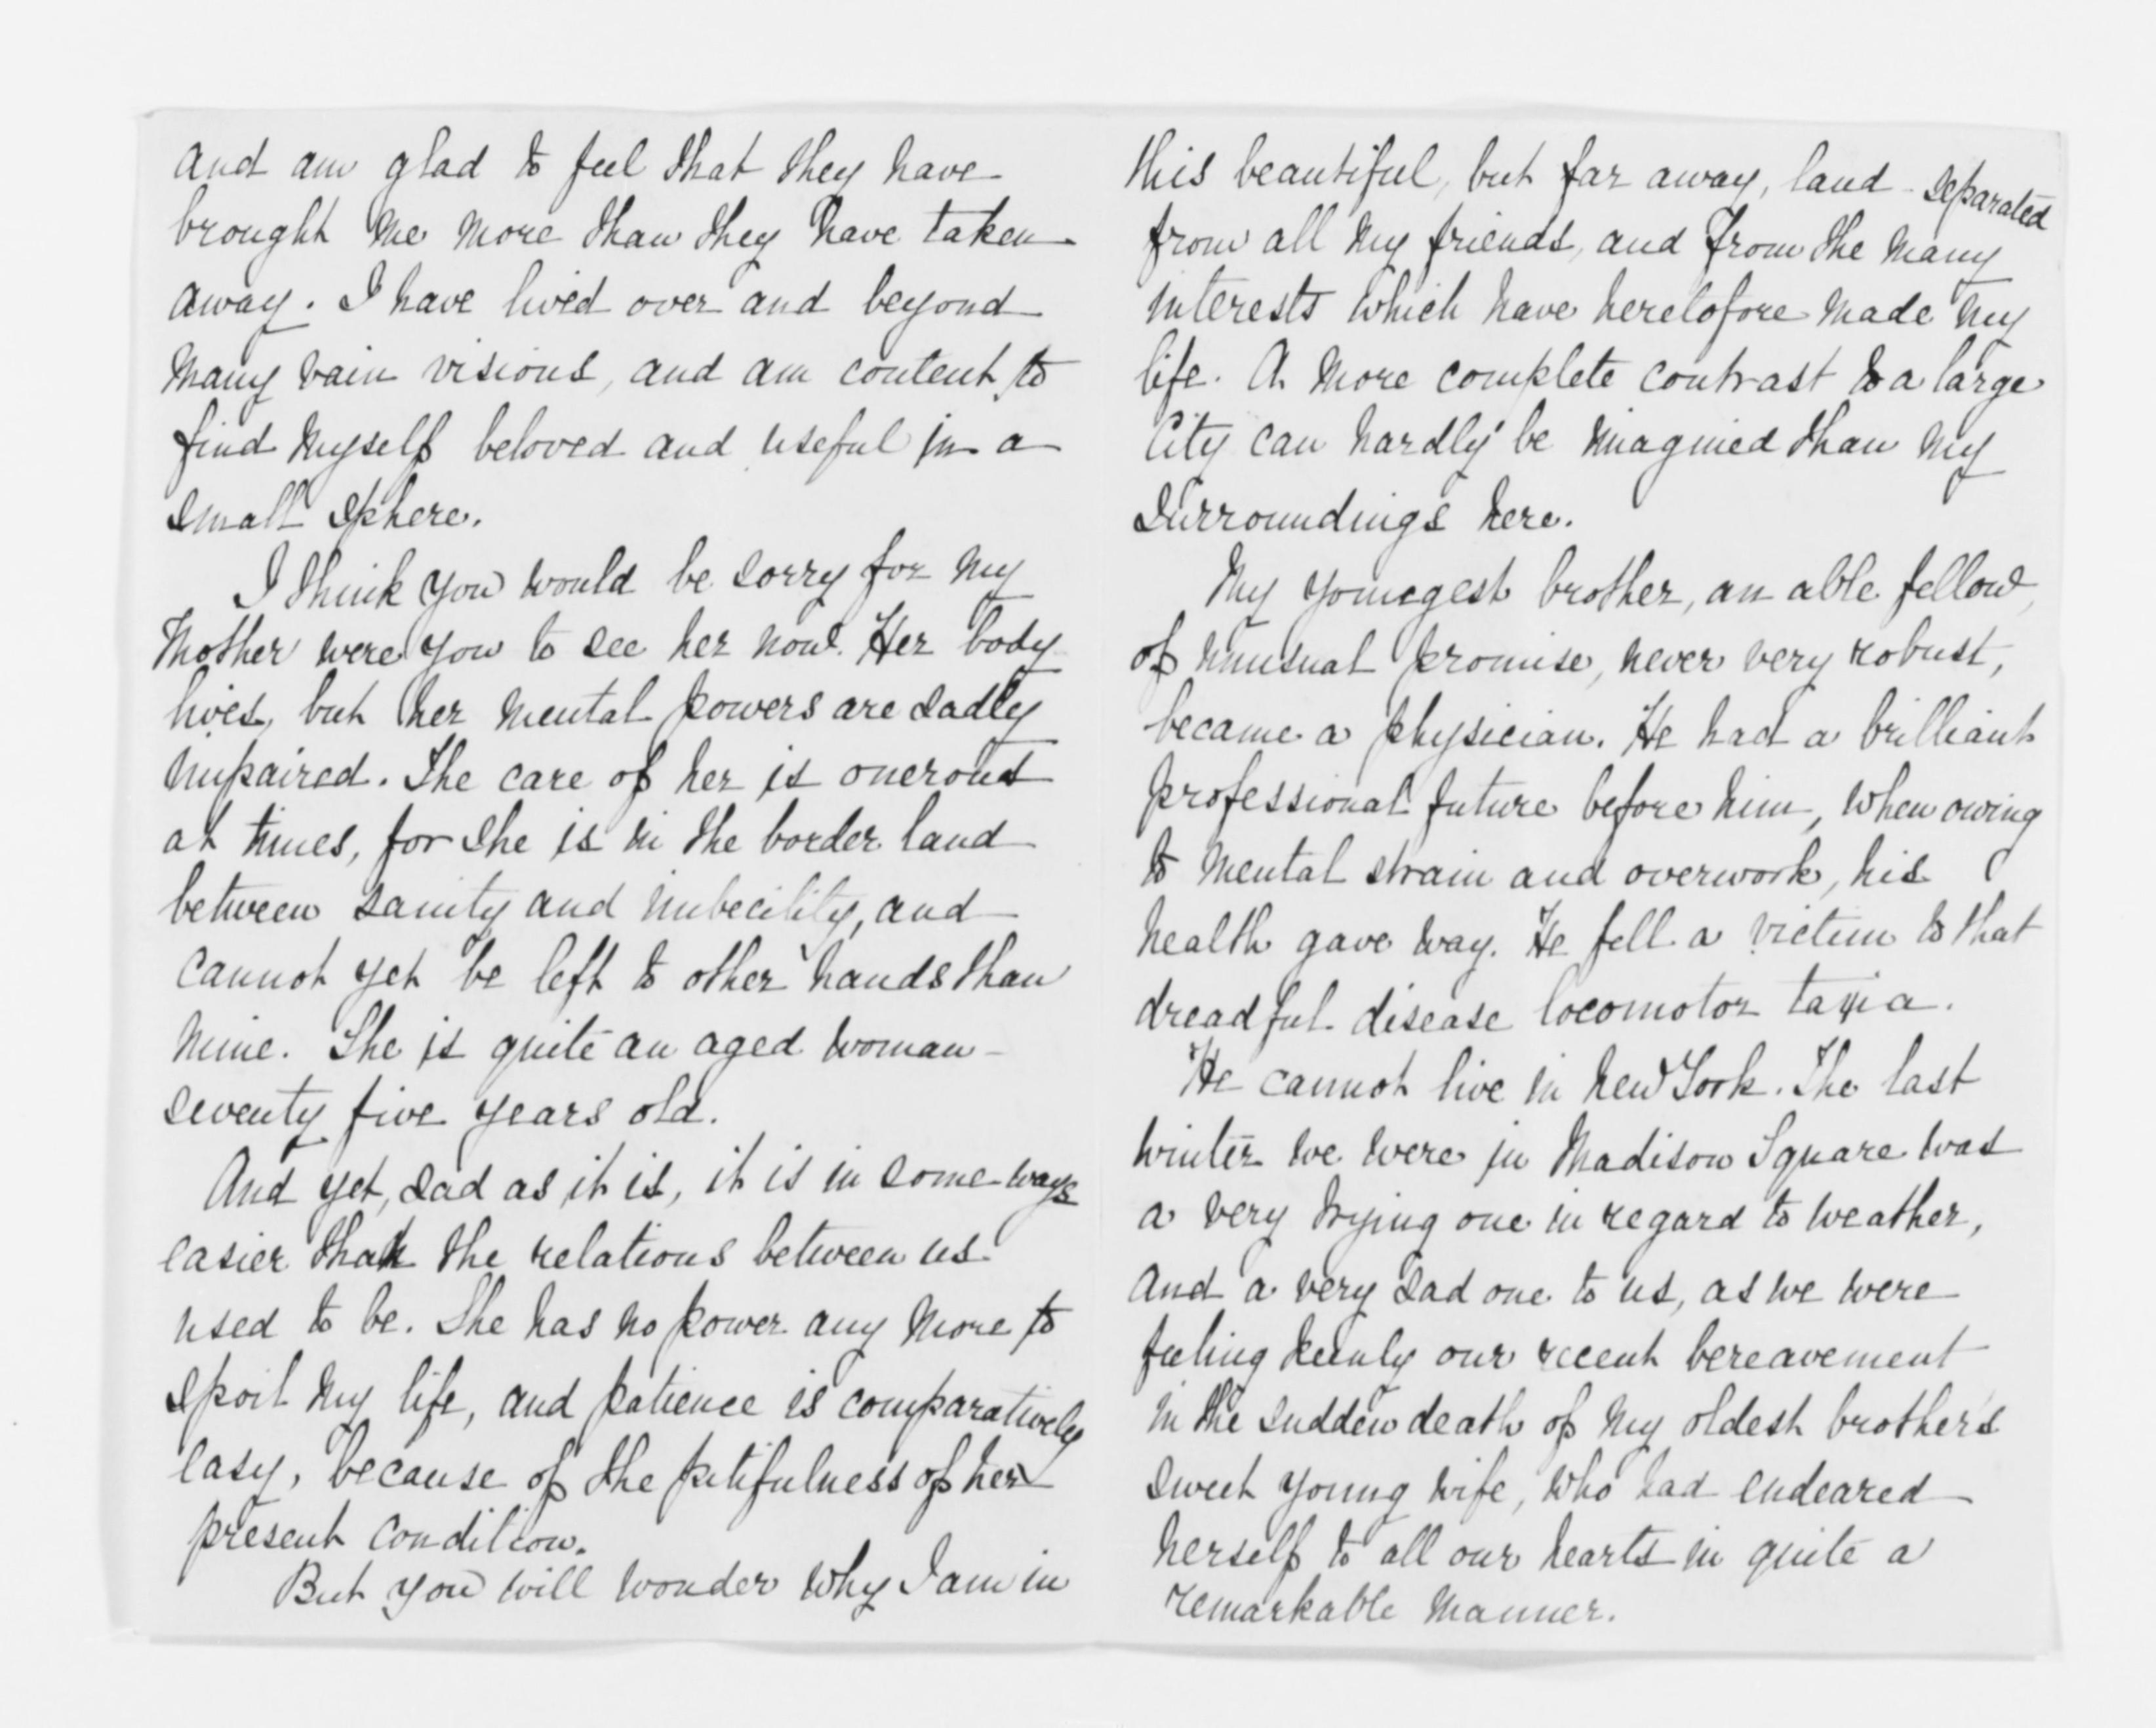 and am glad to feel that they have
brought me more than they have taken
away. I have lived over and beyond
many vain visions, and am content to
find myself beloved and useful in a
small sphere.
I think you would be sorry for my
Mother were you to see her now. Her body
lives, but her mental powers are sadly
impaired. The care of her is onerous
at times, for she is in the border land
between sanity and imbecility, and
cannot yet be left to other hands than
mine. She is quite an aged woman -
seventy five years old.
And yet, sad as it is, it is in some ways
easier than the relations between us
used to be. She has no power any more to
spoil my life, and patience is comparatively
easy, because of the pitifulness of her
present condition.
But you will wonder why I am in
this beautiful, but far away, land - separated
from all my friends, and from the many
interests which have heretofore made my
life. A more complete contrast to a large
City can hardly be imagined than my
surroundings here.
My youngest brother, an able fellow,
of unusual promise, never very robust,
became a physician. He had a brilliant
professional future before him, when owing
to mental strain and overwork, his
health gave way. He fell a victim to that
dreadful disease locomotor taxia.
He cannot live in New York. The last
winter we were in Madison Square was
a very trying one in regard to weather,
and a very sad one to us, as we were
feeling keenly our recent bereavement
in the sudden death of my oldest brother's
sweet young wife, who had endeared
herself to all our hearts in quite a
remarkable manner.